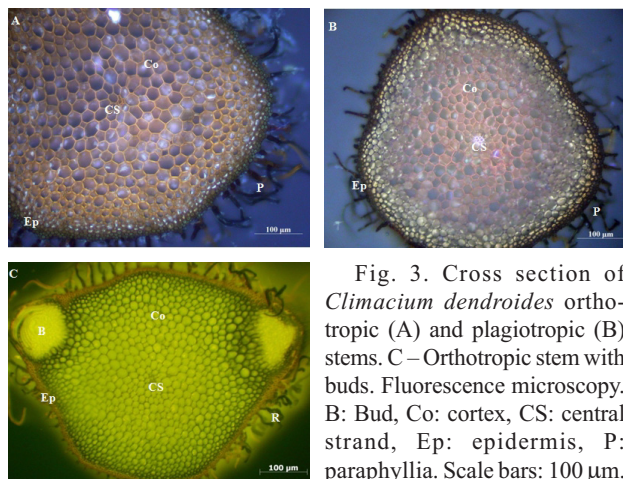 A
Co
CS
Ep
P
100 µm
B
Co
CS
Ep
P
100 µm
C
B
Co
CS
Ep
R
100 µm
Fig. 3. Cross section of
Climacium dendroides ortho-
tropic (A) and plagiotropic (B)
stems. C – Orthotropic stem with
buds. Fluorescence microscopy.
B: Bud, Co: cortex, CS: central
strand, Ep: epidermis, P:
paraphyllia. Scale bars: 100 µm.